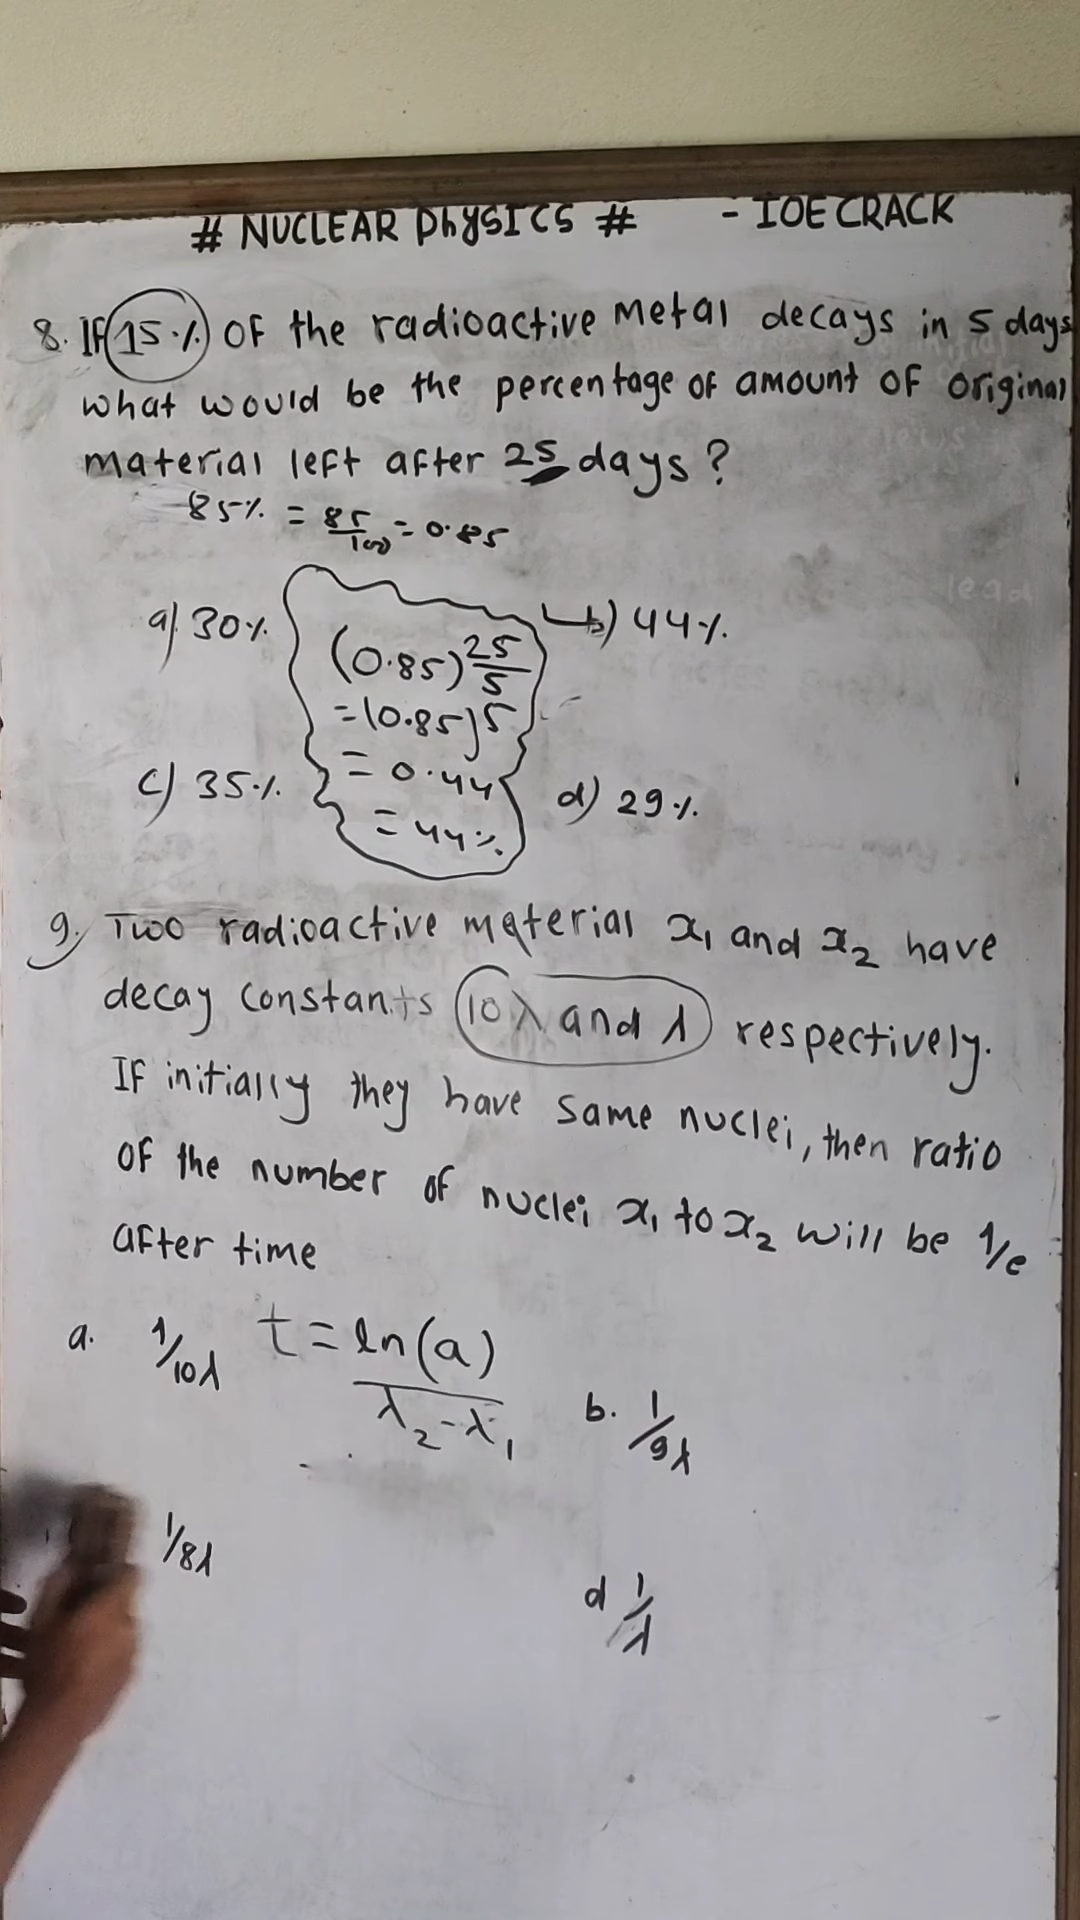 # NUCLEAR PhySICS # - IOE CRACK
8. If 15% OF the radioactive metal decays in 5 days
what would be the percentage of amount of original
material left after 25 days?
85% = 85/100 = 0.85
a) 30% b) 44%
(0.85)^25/5
= (0.85)5
= 0.44
= 44%
c) 35% d) 29%
9. Two radioactive material x1 and x2 have
decay constants 10λ and λ respectively.
If initially they have same nuclei, then ratio
of the number of nuclei x1 to x2 will be 1/e
after time
a. 1/10λ t = ln(a)/λ2-λ1
b. 1/9λ
1/8λ
d 1/λ